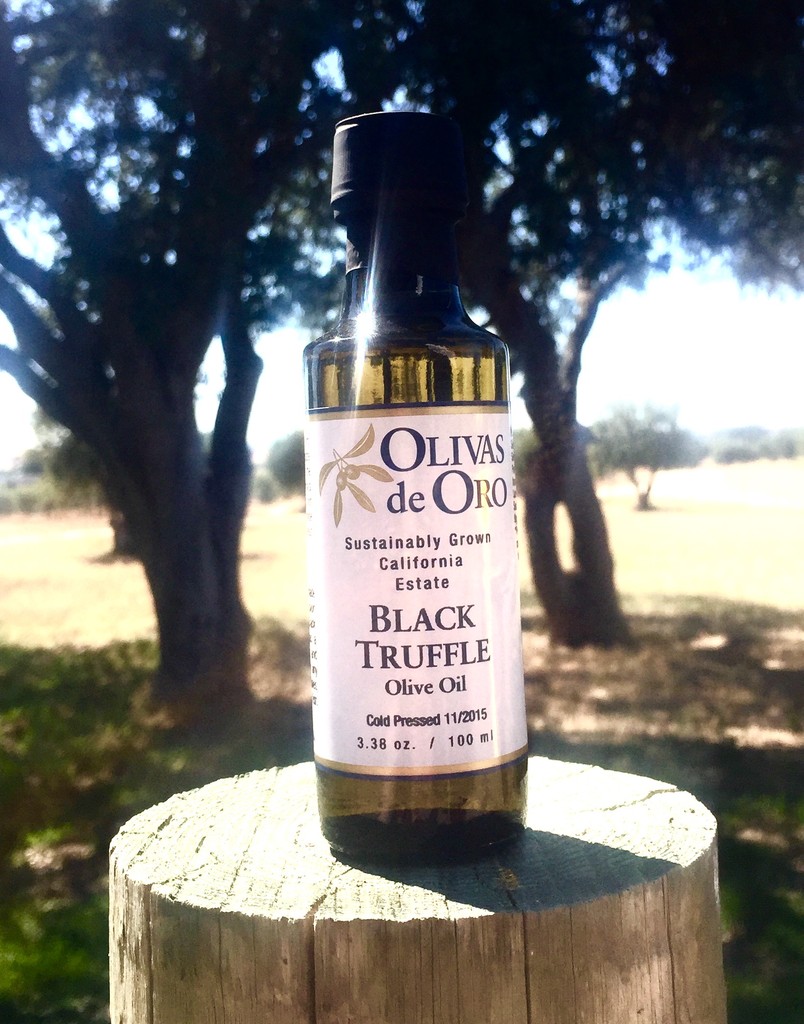 OLIVAS
de ORO
Sustainably Grown
California
Estate
BLACK
TRUFFLE
Olive Oil
Cold Pressed 11/2015
3.38 oz. / 100 ml